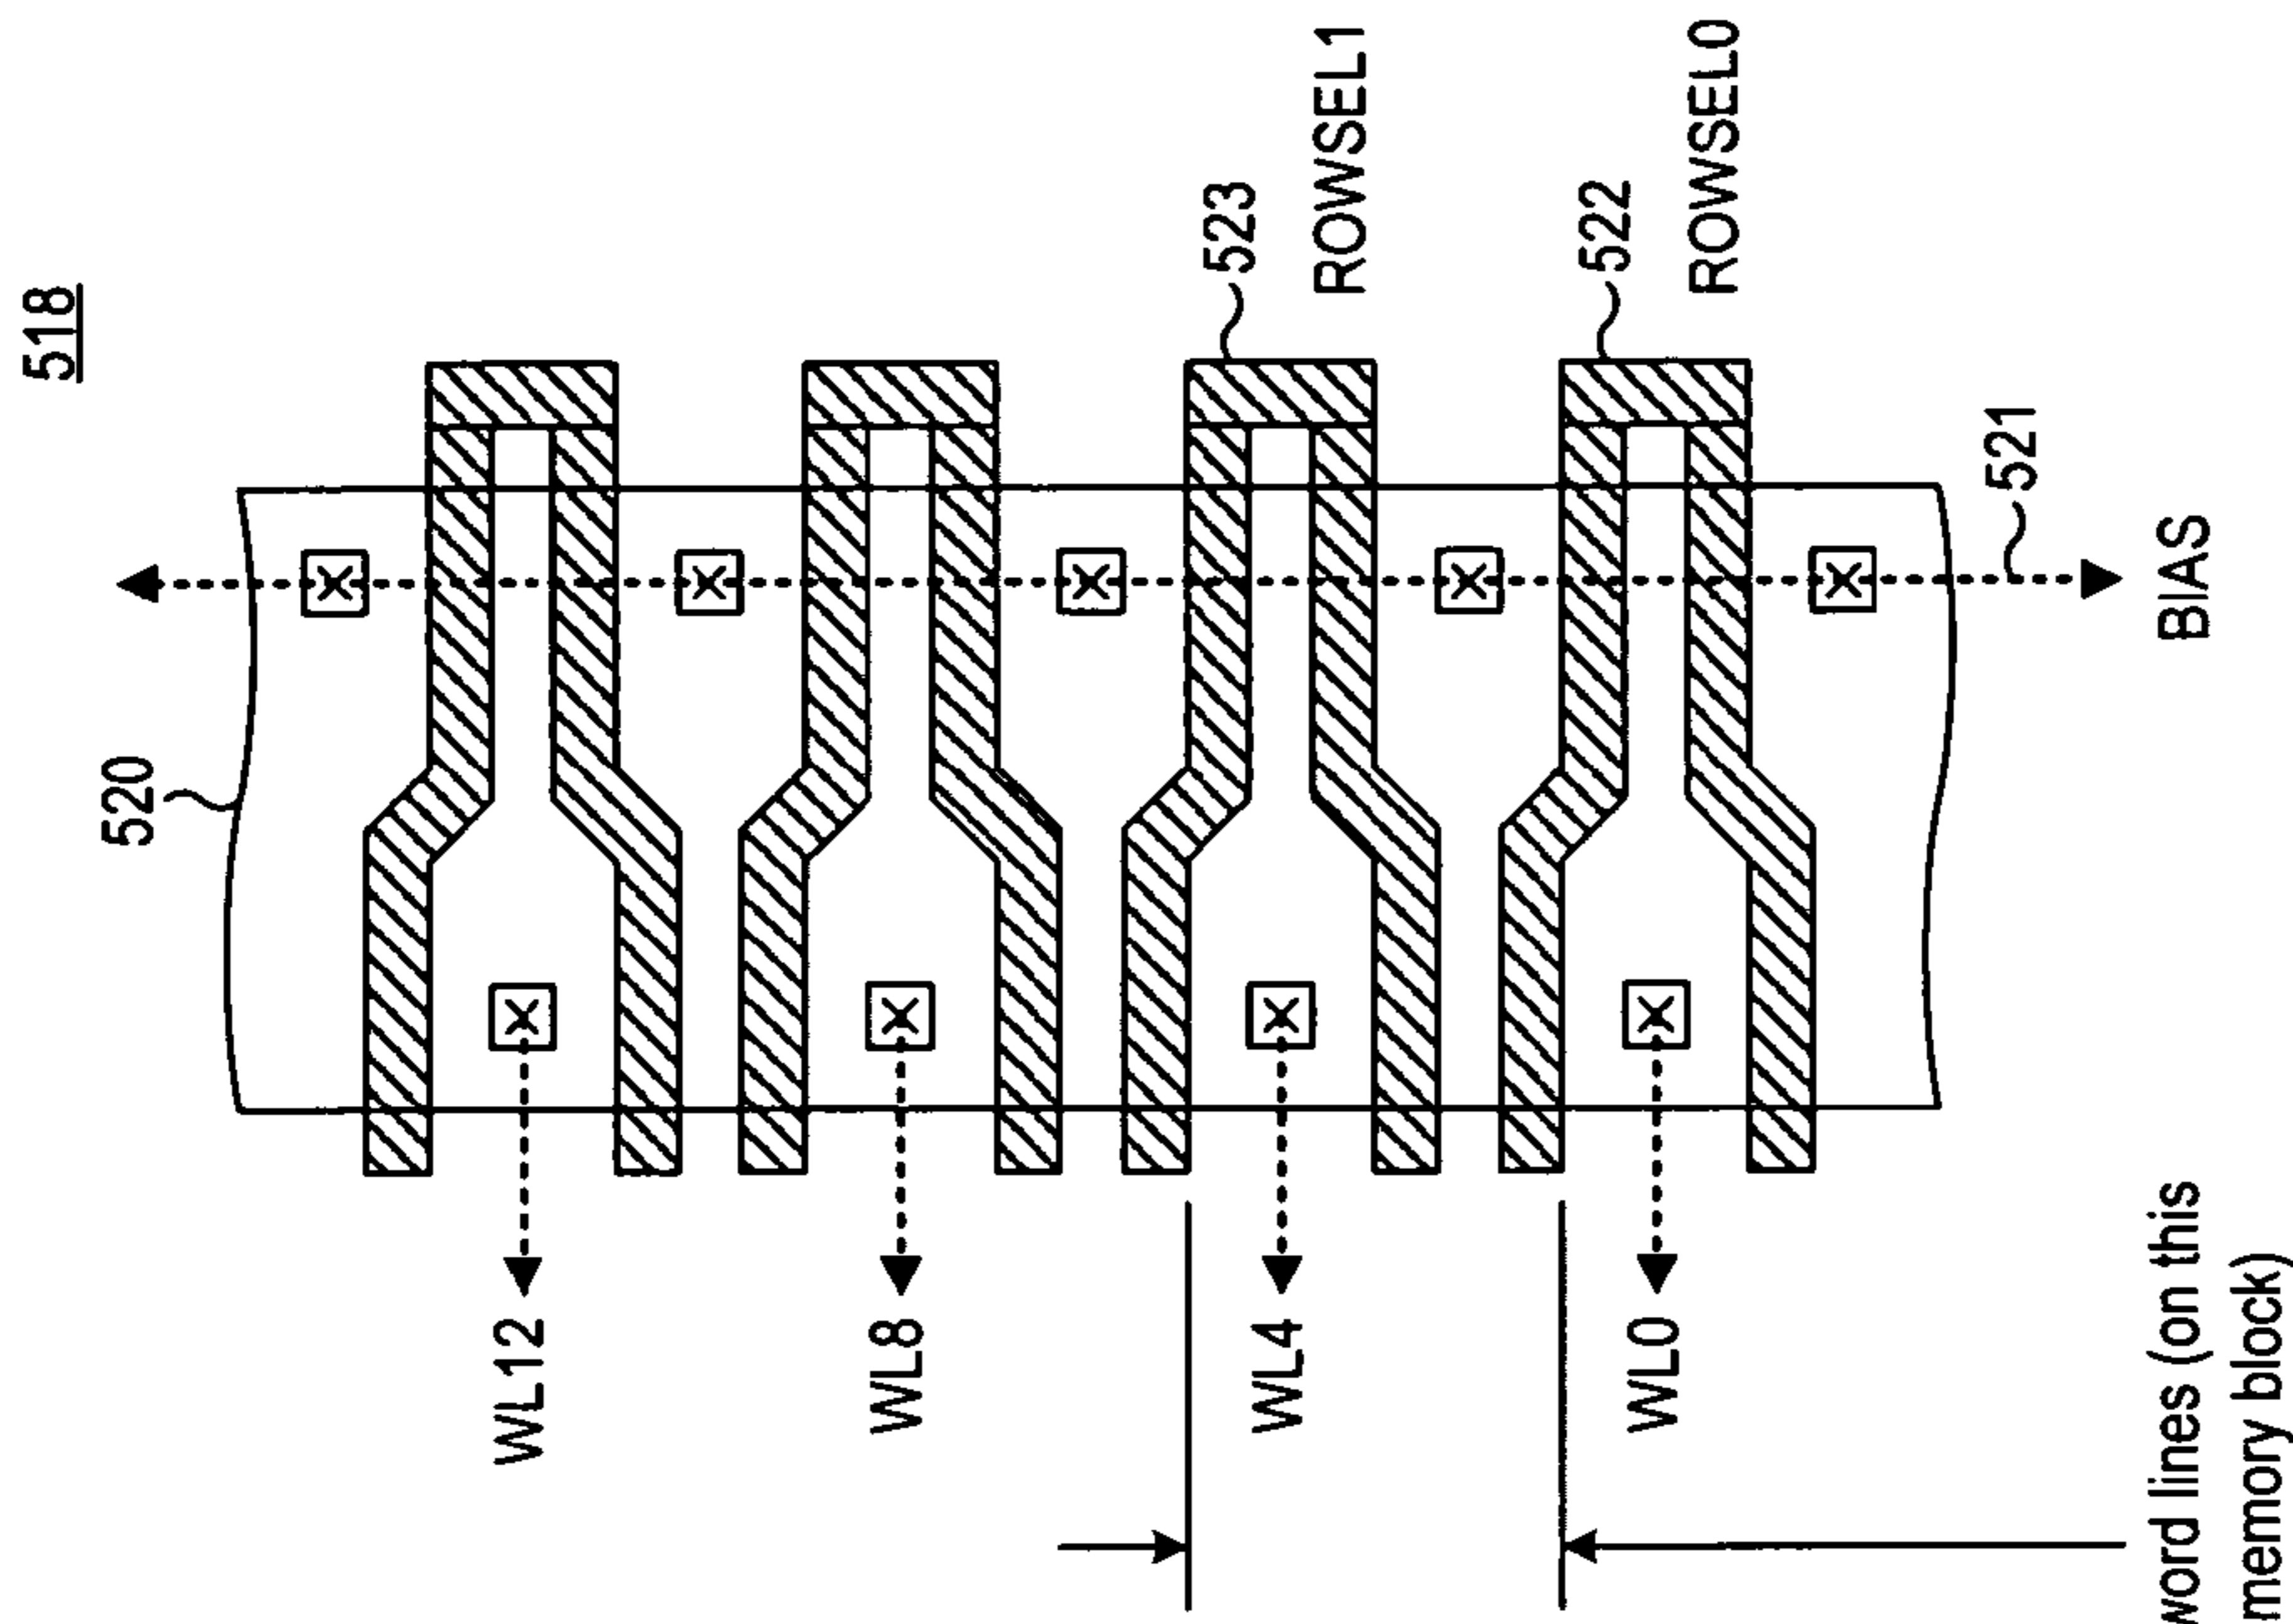 518
520
523
ROWSEL1
522
ROWSEL0
521
BIAS
WL12
WL8
WL4
WL0
word lines (on this
memory block)